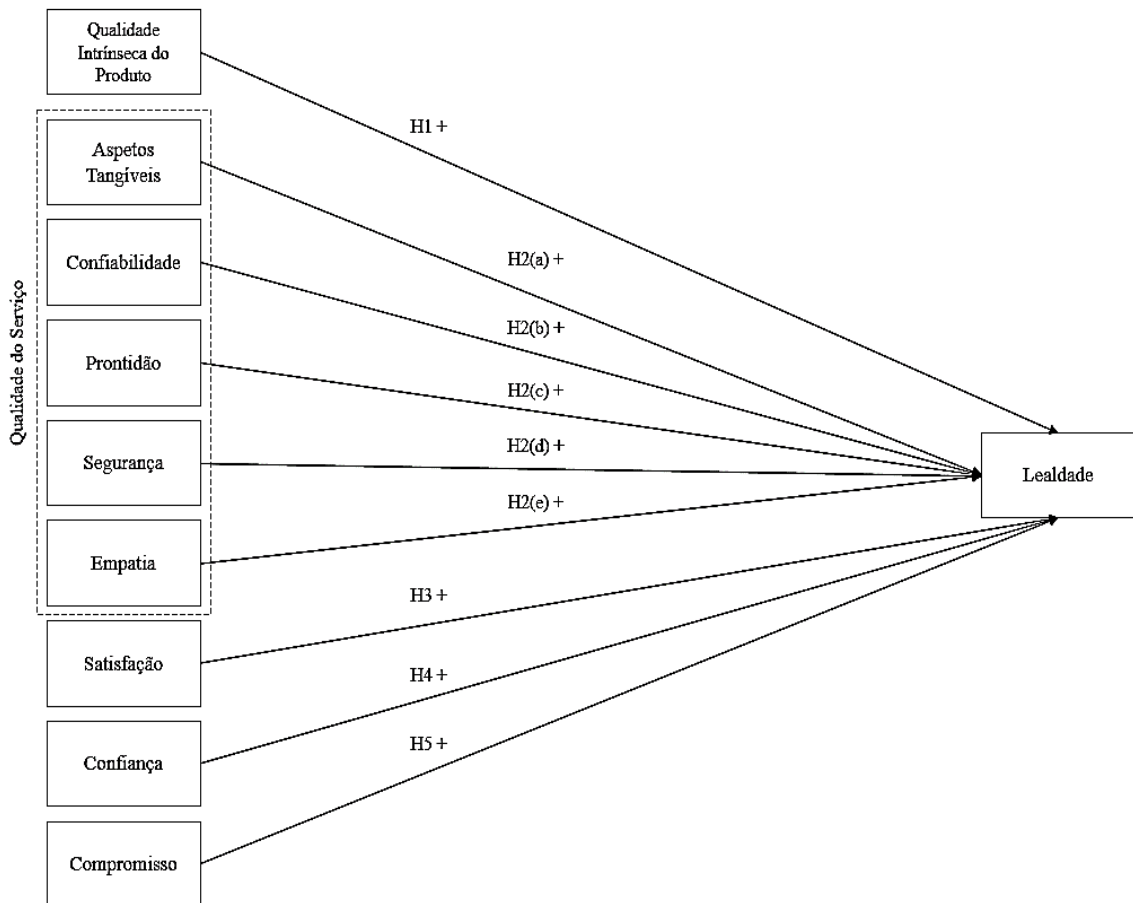 Qualidade
Intrínseca do
Produto
H1 +
Qualidade do Serviço
Aspetos
Tangíveis
H2(a) +
Confiabilidade
H2(b) +
Prontidão
H2(c) +
Segurança
H2(d) +
Lealdade
Empatia
H2(e) +
Satisfação
H3 +
Confiança
H4 +
Compromisso
H5 +